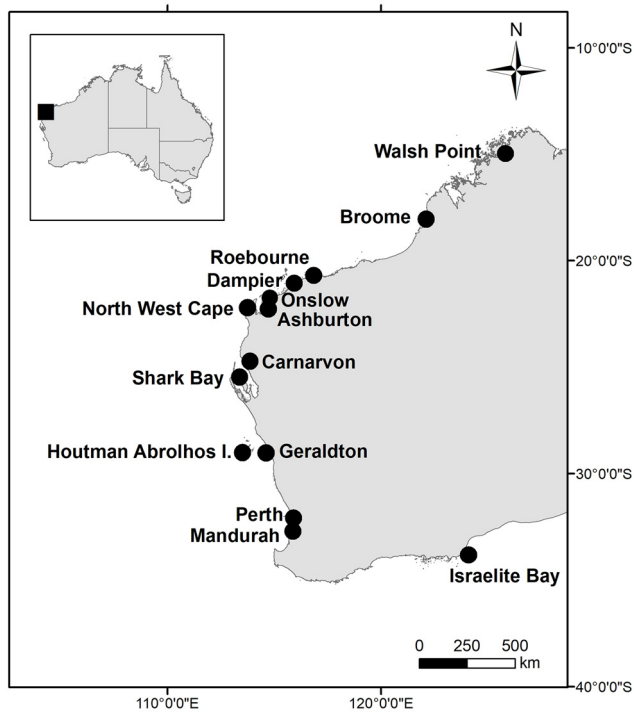 N
10°0'0"S
Walsh Point
Broome
20°0'0"S
Roebourne
Dampier
Onslow
North West Cape
Ashburton
Carnarvon
Shark Bay
Houtman Abrolhos I.
Geraldton
30°0'0"S
Perth
Mandurah
Israelite Bay
0 250 500
km
40°0'0"S
110°0'0"E 120°0'0"E